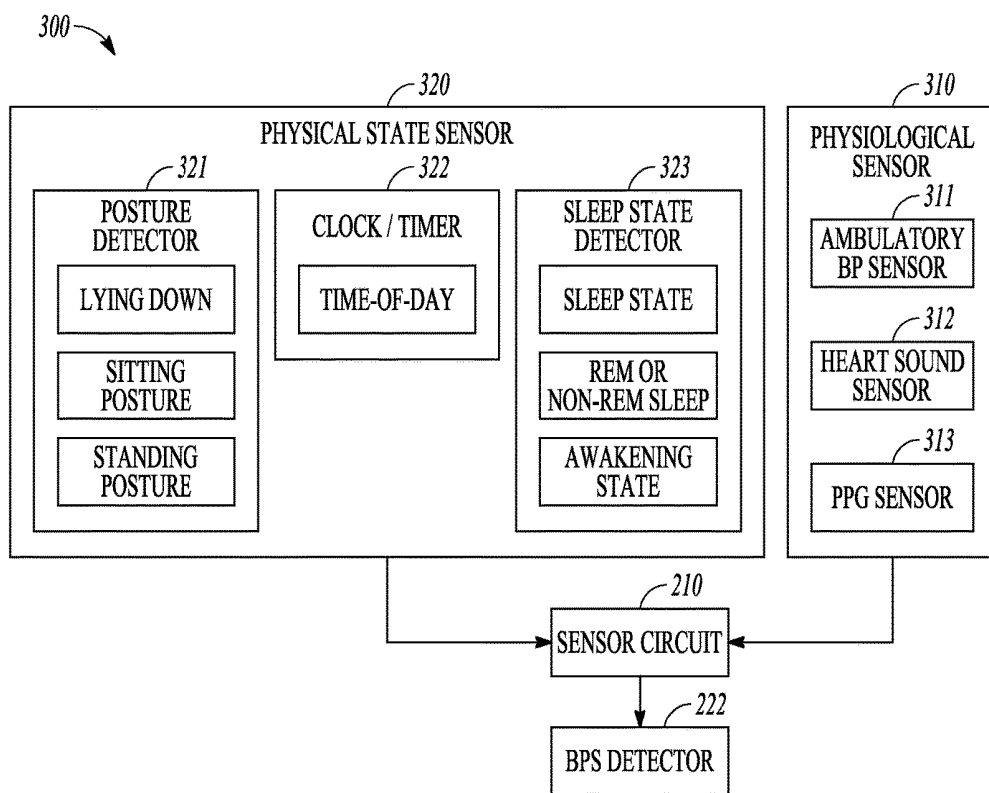 300
320
PHYSICAL STATE SENSOR
321
POSTURE
DETECTOR
LYING DOWN
SITTING
POSTURE
STANDING
POSTURE
322
CLOCK / TIMER
TIME-OF-DAY
323
SLEEP STATE
DETECTOR
SLEEP STATE
REM OR
NON-REM SLEEP
AWAKENING
STATE
310
PHYSIOLOGICAL
SENSOR
311
AMBULATORY
BP SENSOR
312
HEART SOUND
SENSOR
313
PPG SENSOR
210
SENSOR CIRCUIT
222
BPS DETECTOR